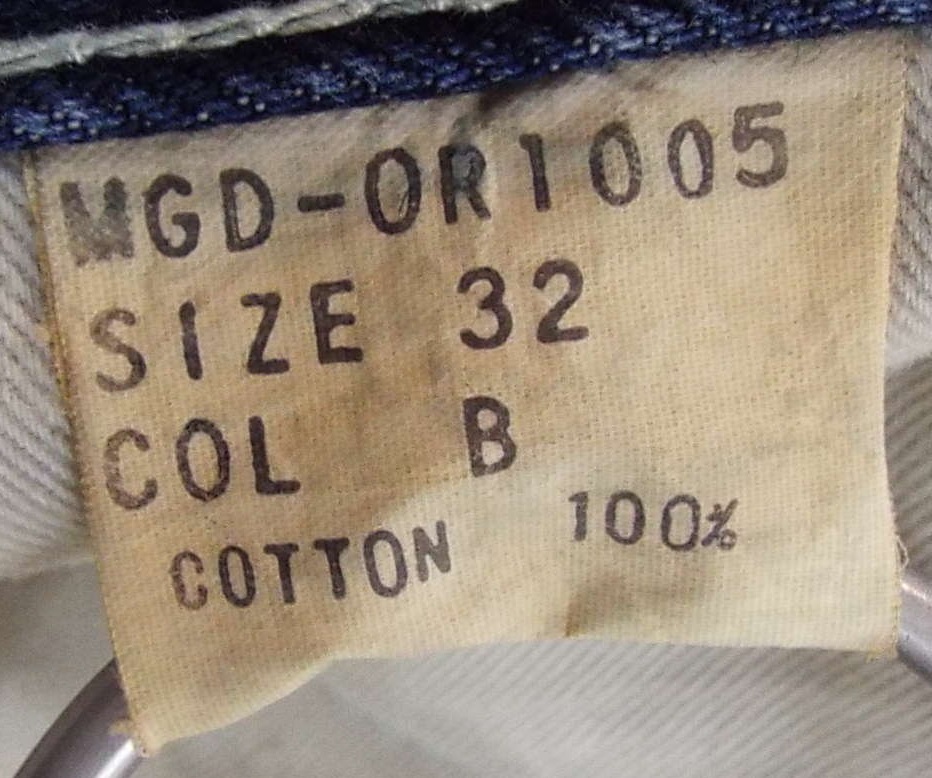 MGD-OR1005
SIZE 32
COL B
COTTON 100%